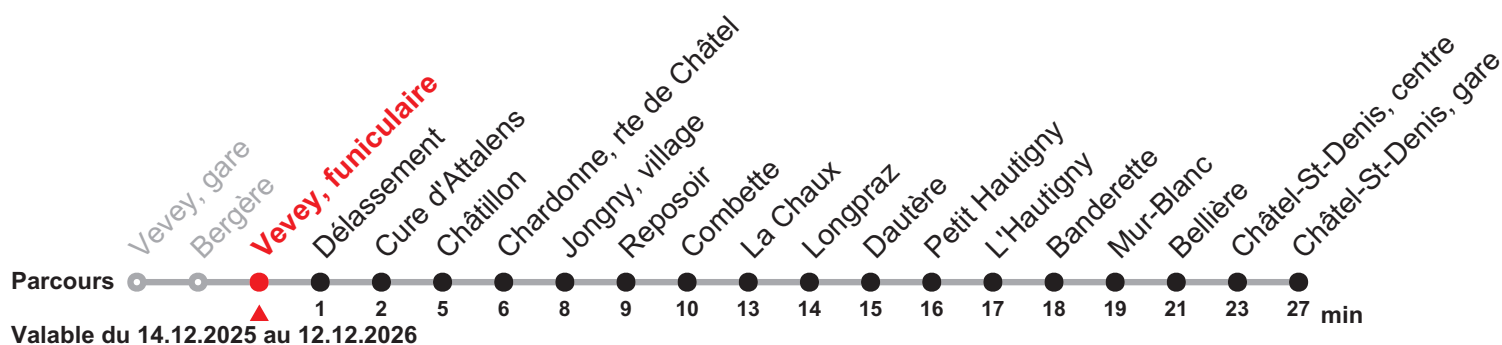 Vevey, gare
Bergère
Vevey, funiculaire
Délassement
Cure d'Attalens
Châtillon
Chardonne, rte de Châtel
Jongny, village
Reposoir
Combette
La Chaux
Longpraz
Dautère
Petit Hautigny
L'Hautigny
Banderette
Mur-Blanc
Bellière
Châtel-St-Denis, centre
Châtel-St-Denis, gare
Parcours
1 2 5 6 8 9 10 13 14 15 16 17 18 19 21 23 27 min
Valable du 14.12.2025 au 12.12.2026